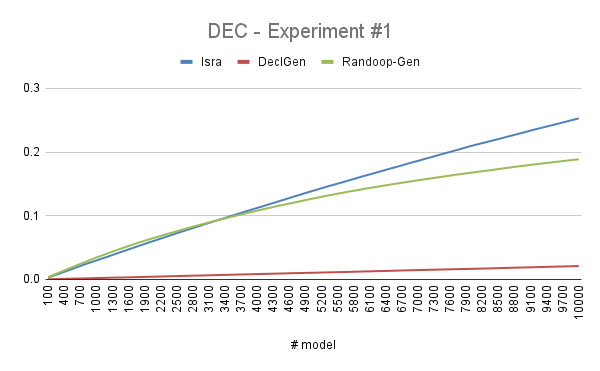 DEC - Experiment #1
Isra DeclGen Randoop-Gen
0.3
0.2
0.1
0.0
100 400 700 1000 1300 1600 1900 2200 2500 2800 3100 3400 3700 4000 4300 4600 4900 5200 5500 5800 6100 6400 6700 7000 7300 7600 7900 8200 8500 8800 9100 9400 9700 10000
# model